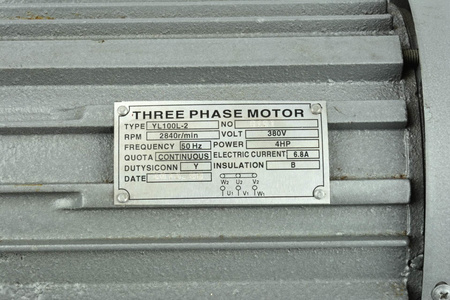 THREE PHASE MOTOR
TYPE YL100L-2 NO
RPM 2840r/min VOLT 380V
FREQUENCY 50 Hz POWER 4HP
QUOTA CONTINUOUS ELECTRIC CURRENT 6.8A
DUTYSICONN Y INSULATION B
DATE
W2 U2 V2
U1 V1 W1